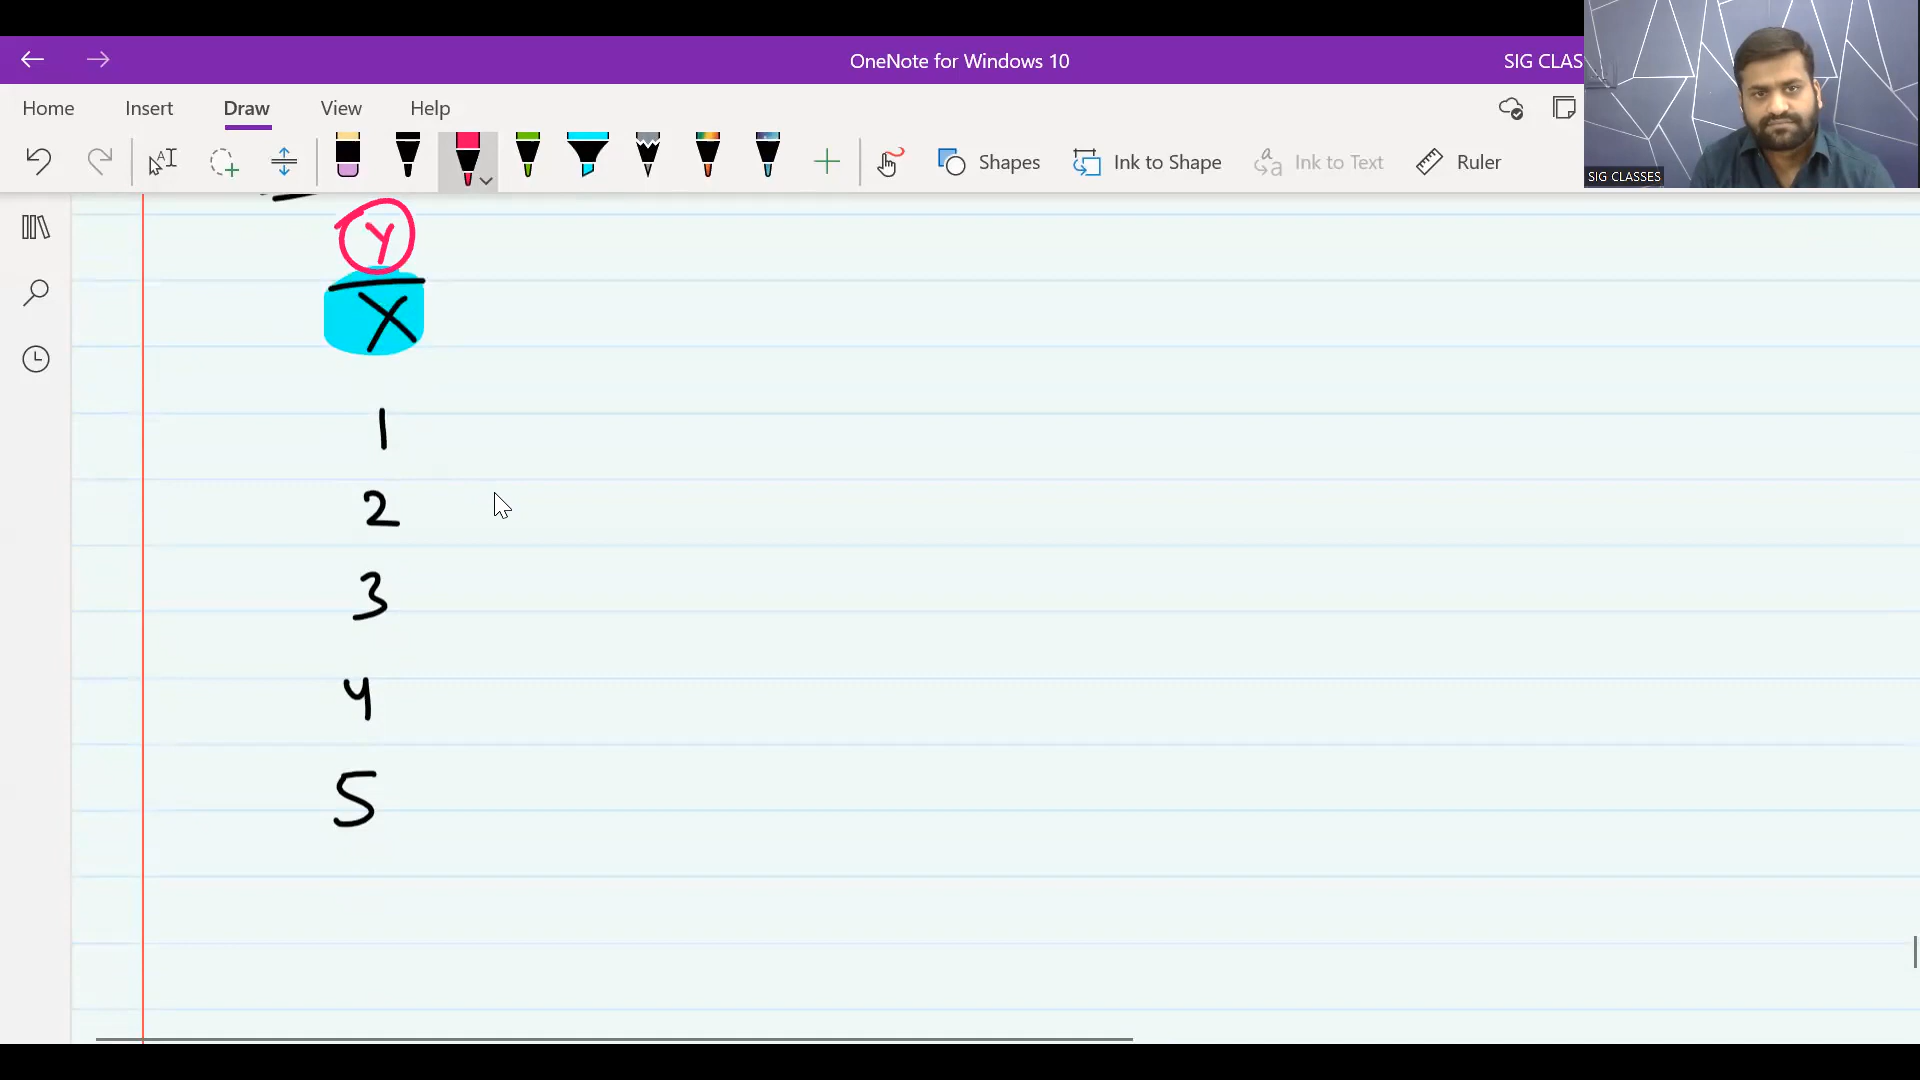 OneNote for Windows 10
SIG CLAS
Home Insert Draw View Help
Shapes Ink to Shape Ink to Text Ruler
SIG CLASSES
y
X
1
2
3
4
5